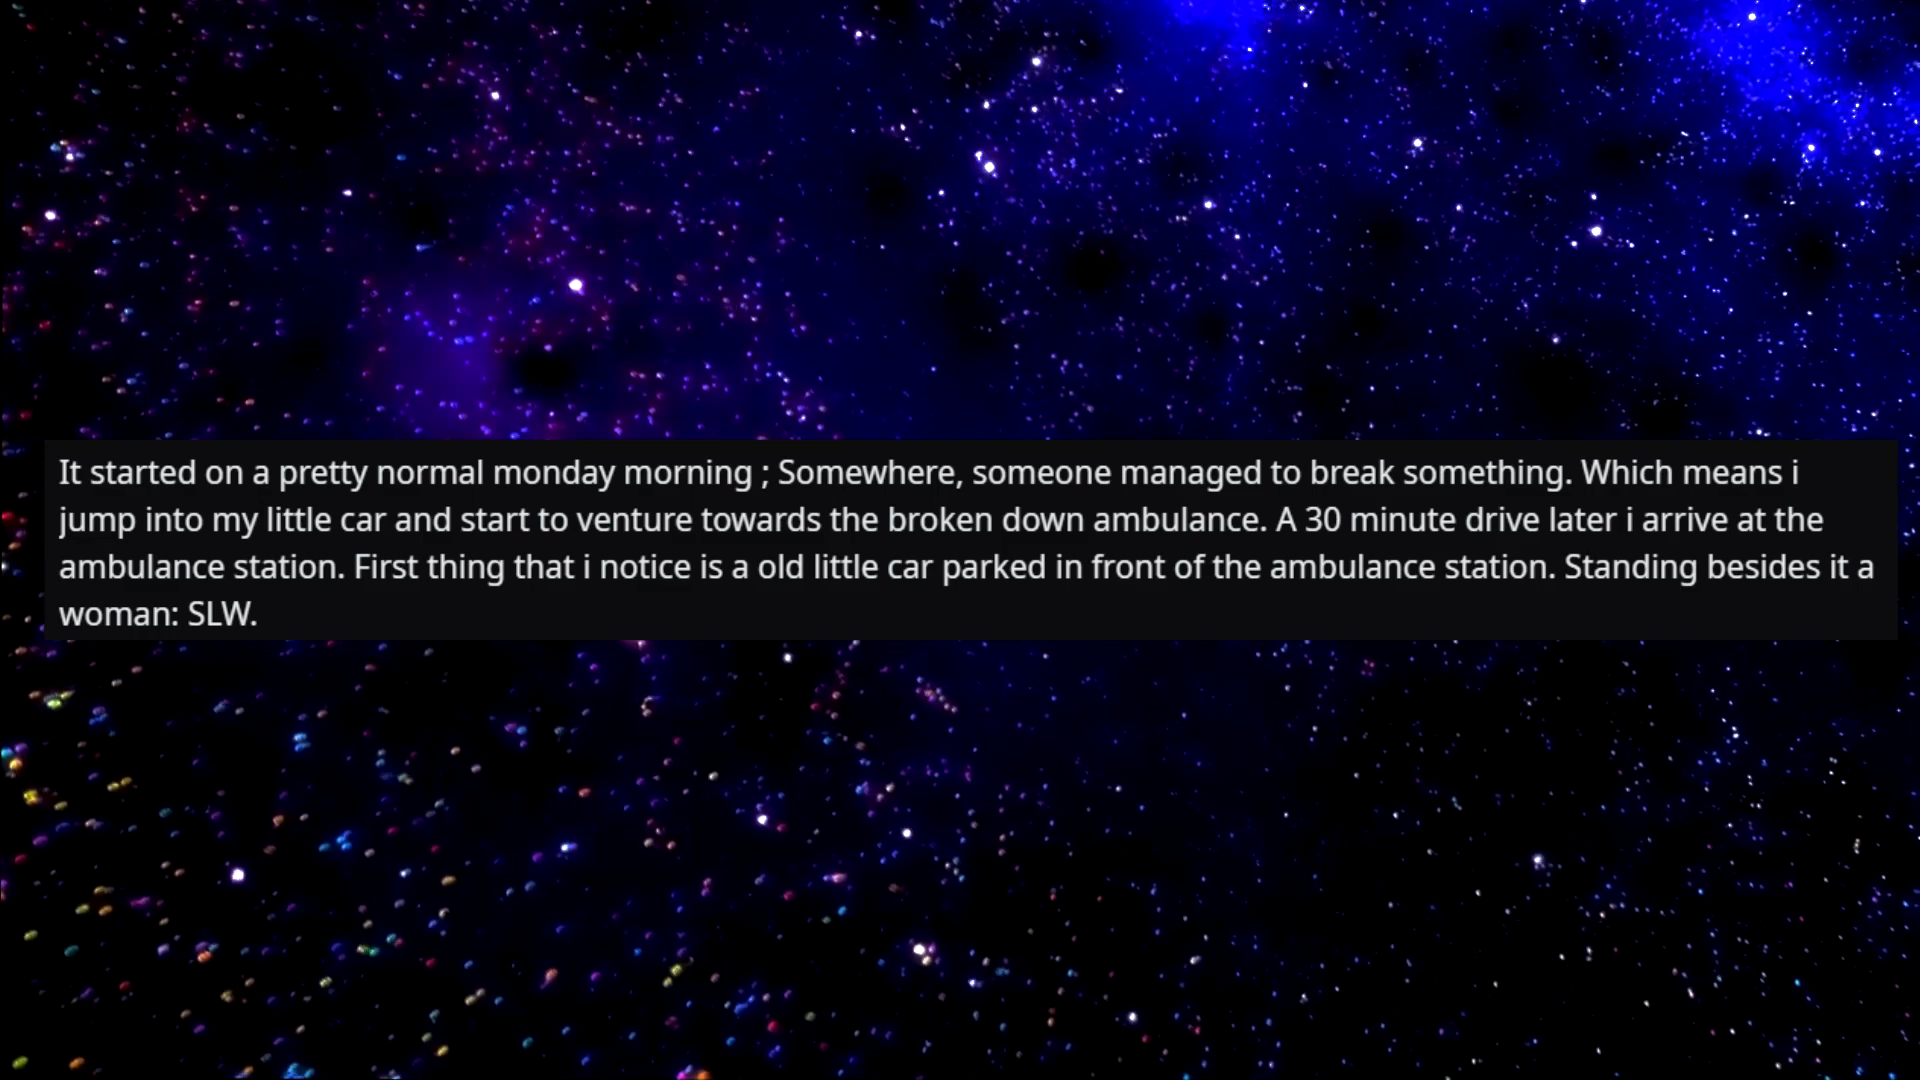 It started on a pretty normal monday morning ; Somewhere, someone managed to break something. Which means i
jump into my little car and start to venture towards the broken down ambulance. A 30 minute drive later i arrive at the
ambulance station. First thing that i notice is a old little car parked in front of the ambulance station. Standing besides it a
woman: SLW.